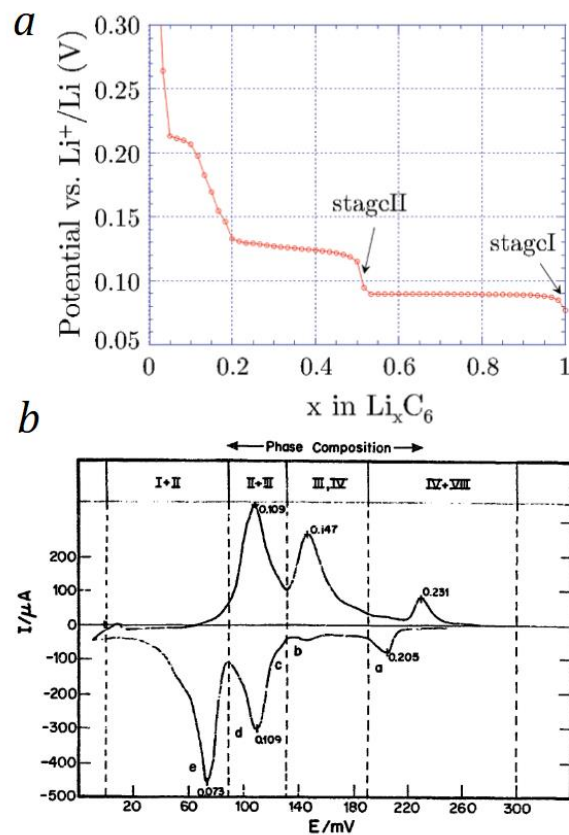 a
0.30
0.25
0.20
0.15
0.10
0.05
Potential vs. Li⁺/Li (V)
stagcII
stagcI
0 0.2 0.4 0.6 0.8 1
x in LiₓC₆
b
Phase Composition
I+II II+III III,IV IV+VIII
0.109
0.147
0.231
200
100
0
-100
-200
-300
-400
-500
I/μA
a
0.205
b
c
d
0.109
e
0.073
0 60 100 140 180 220 260 300
E/mV